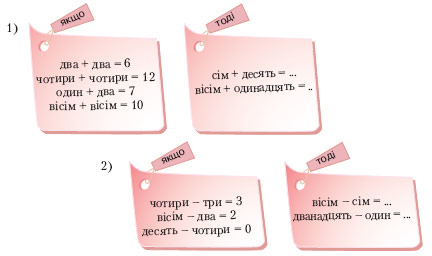 1)
якщо
два + два = 6
чотири + чотири = 12
один + два = 7
вісім + вісім = 10
тоді
сім + десять = ...
вісім + одинадцять = ..
2)
якщо
чотири − три = 3
вісім − два = 2
десять − чотири = 0
тоді
вісім − сім = ...
дванадцять − один = ...